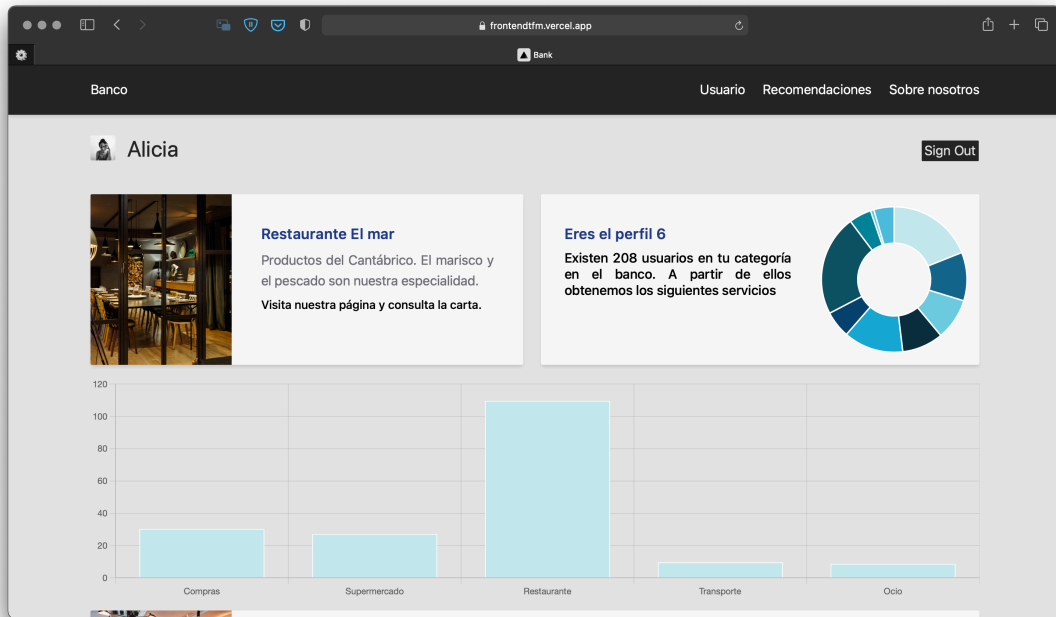 frontendtfm.vercel.app
Bank
Banco
Usuario Recomendaciones Sobre nosotros
Alicia
Sign Out
Restaurante El mar
Productos del Cantábrico. El marisco y
el pescado son nuestra especialidad.
Visita nuestra página y consulta la carta.
Eres el perfil 6
Existen 208 usuarios en tu categoría
en el banco. A partir de ellos
obtenemos los siguientes servicios
120
100
80
60
40
20
0
Compras Supermercado Restaurante Transporte Ocio